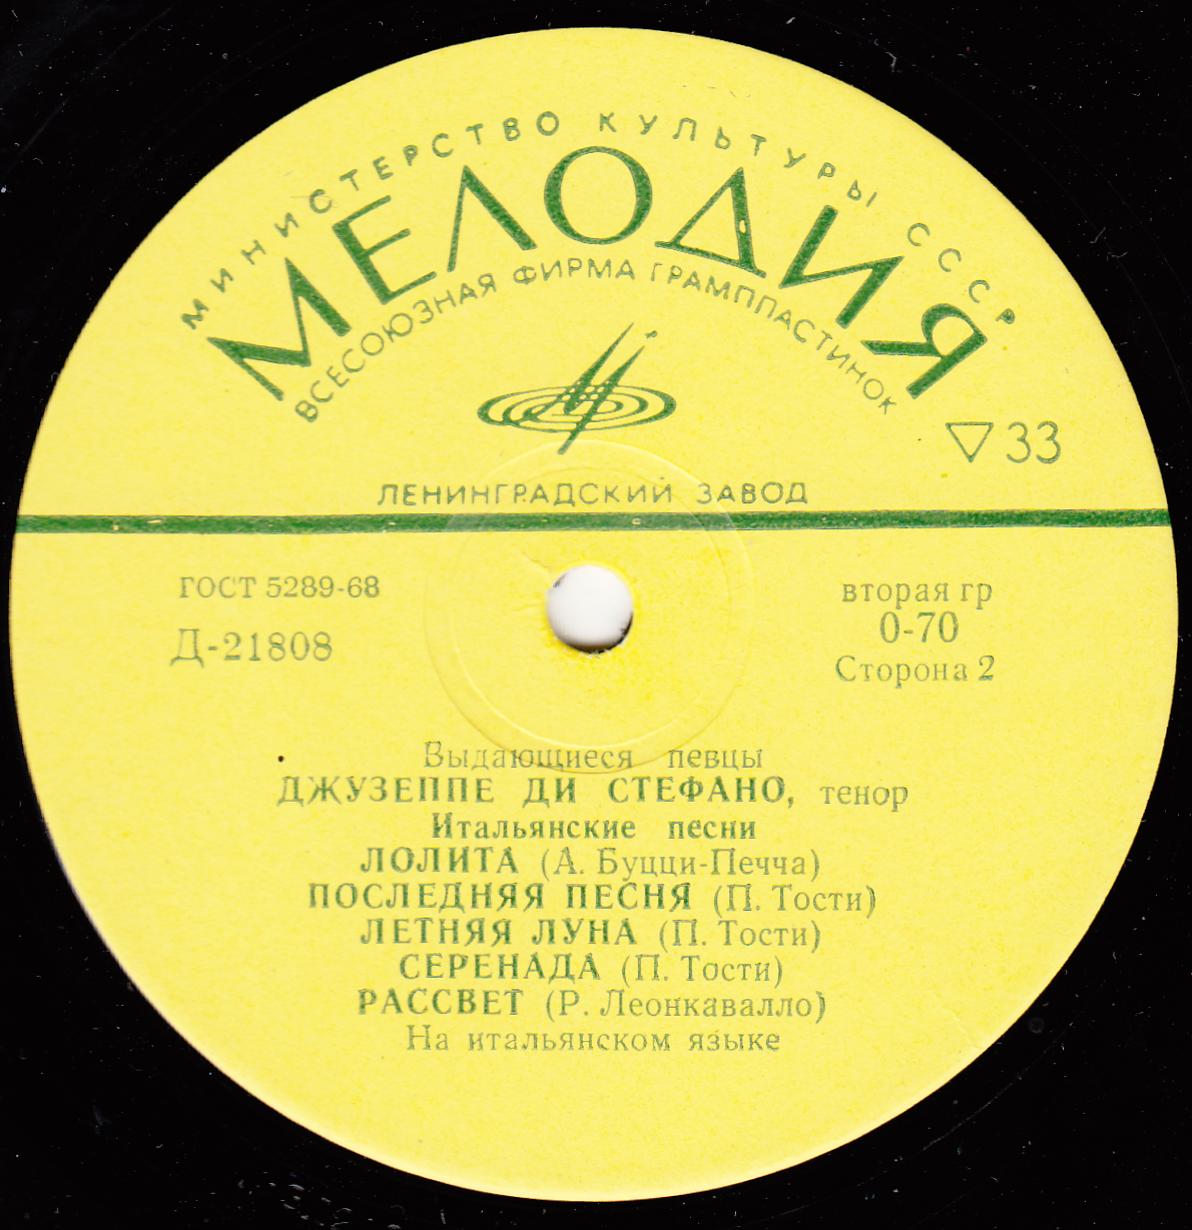 МИНИСТЕРСТВО КУЛЬТУРЫ СССР
МЕЛОДИЯ
ВСЕСОЮЗНАЯ ФИРМА ГРАМПЛАСТИНОК
▽33
ЛЕНИНГРАДСКИЙ ЗАВОД
ГОСТ 5289-68
Д-21808
вторая гр
0-70
Сторона 2
Выдающиеся певцы
ДЖУЗЕППЕ ДИ СТЕФАНО, тенор
Итальянские песни
ЛОЛИТА (А. Буцци-Печча)
ПОСЛЕДНЯЯ ПЕСНЯ (П. Тости)
ЛЕТНЯЯ ЛУНА (П. Тости)
СЕРЕНАДА (П. Тости)
РАССВЕТ (Р. Леонкавалло)
На итальянском языке